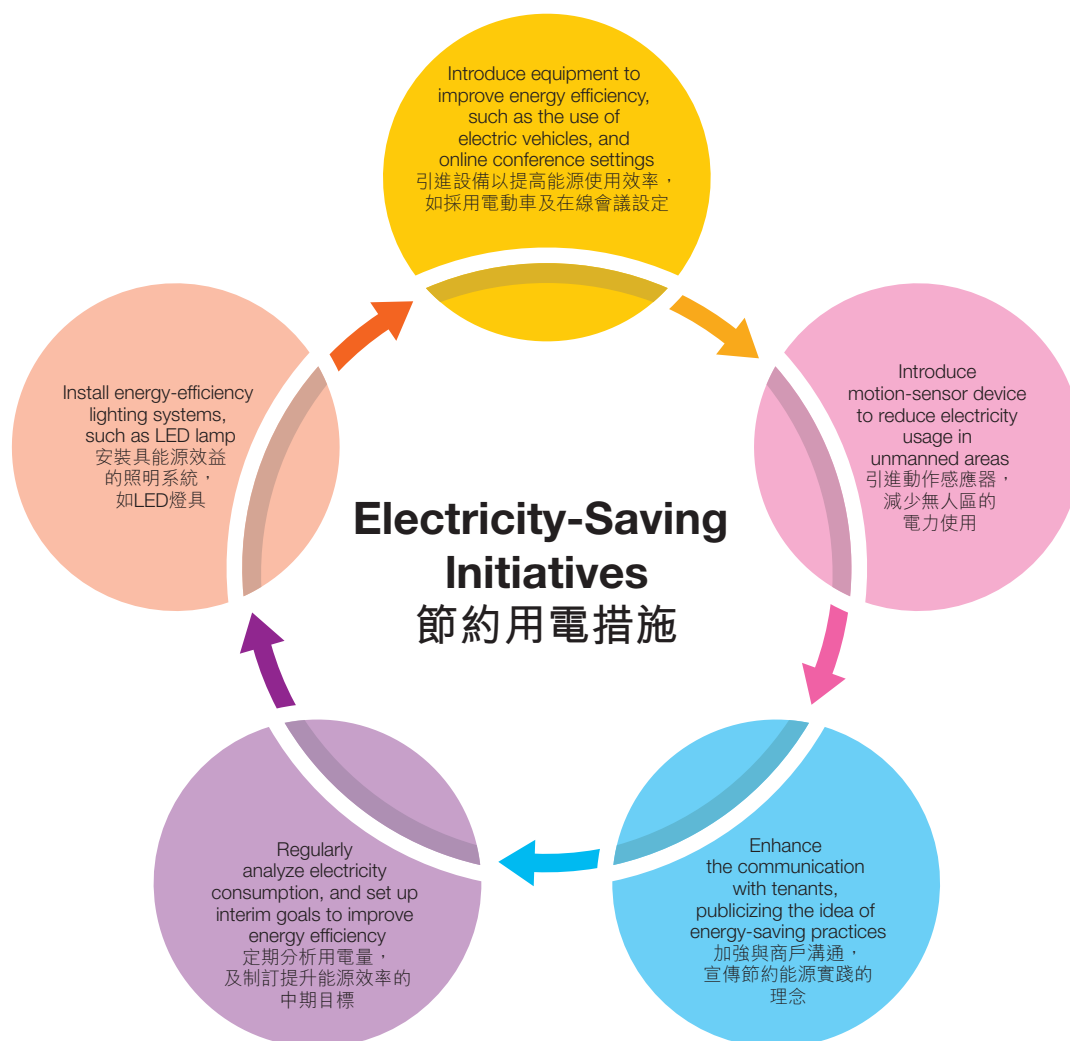 Introduce equipment to
improve energy efficiency,
such as the use of
electric vehicles, and
online conference settings
引進設備以提高能源使用效率，
如採用電動車及在線會議設定
Introduce
motion-sensor device
to reduce electricity
usage in
unmanned areas
引進動作感應器，
減少無人區的
電力使用
Enhance
the communication
with tenants,
publicizing the idea of
energy-saving practices
加強與商戶溝通，
宣傳節約能源實踐的
理念
Regularly
analyze electricity
consumption, and set up
interim goals to improve
energy efficiency
定期分析用電量，
及制訂提升能源效率的
中期目標
Install energy-efficiency
lighting systems,
such as LED lamp
安裝具能源效益
的照明系統，
如LED燈具
Electricity-Saving
Initiatives
節約用電措施